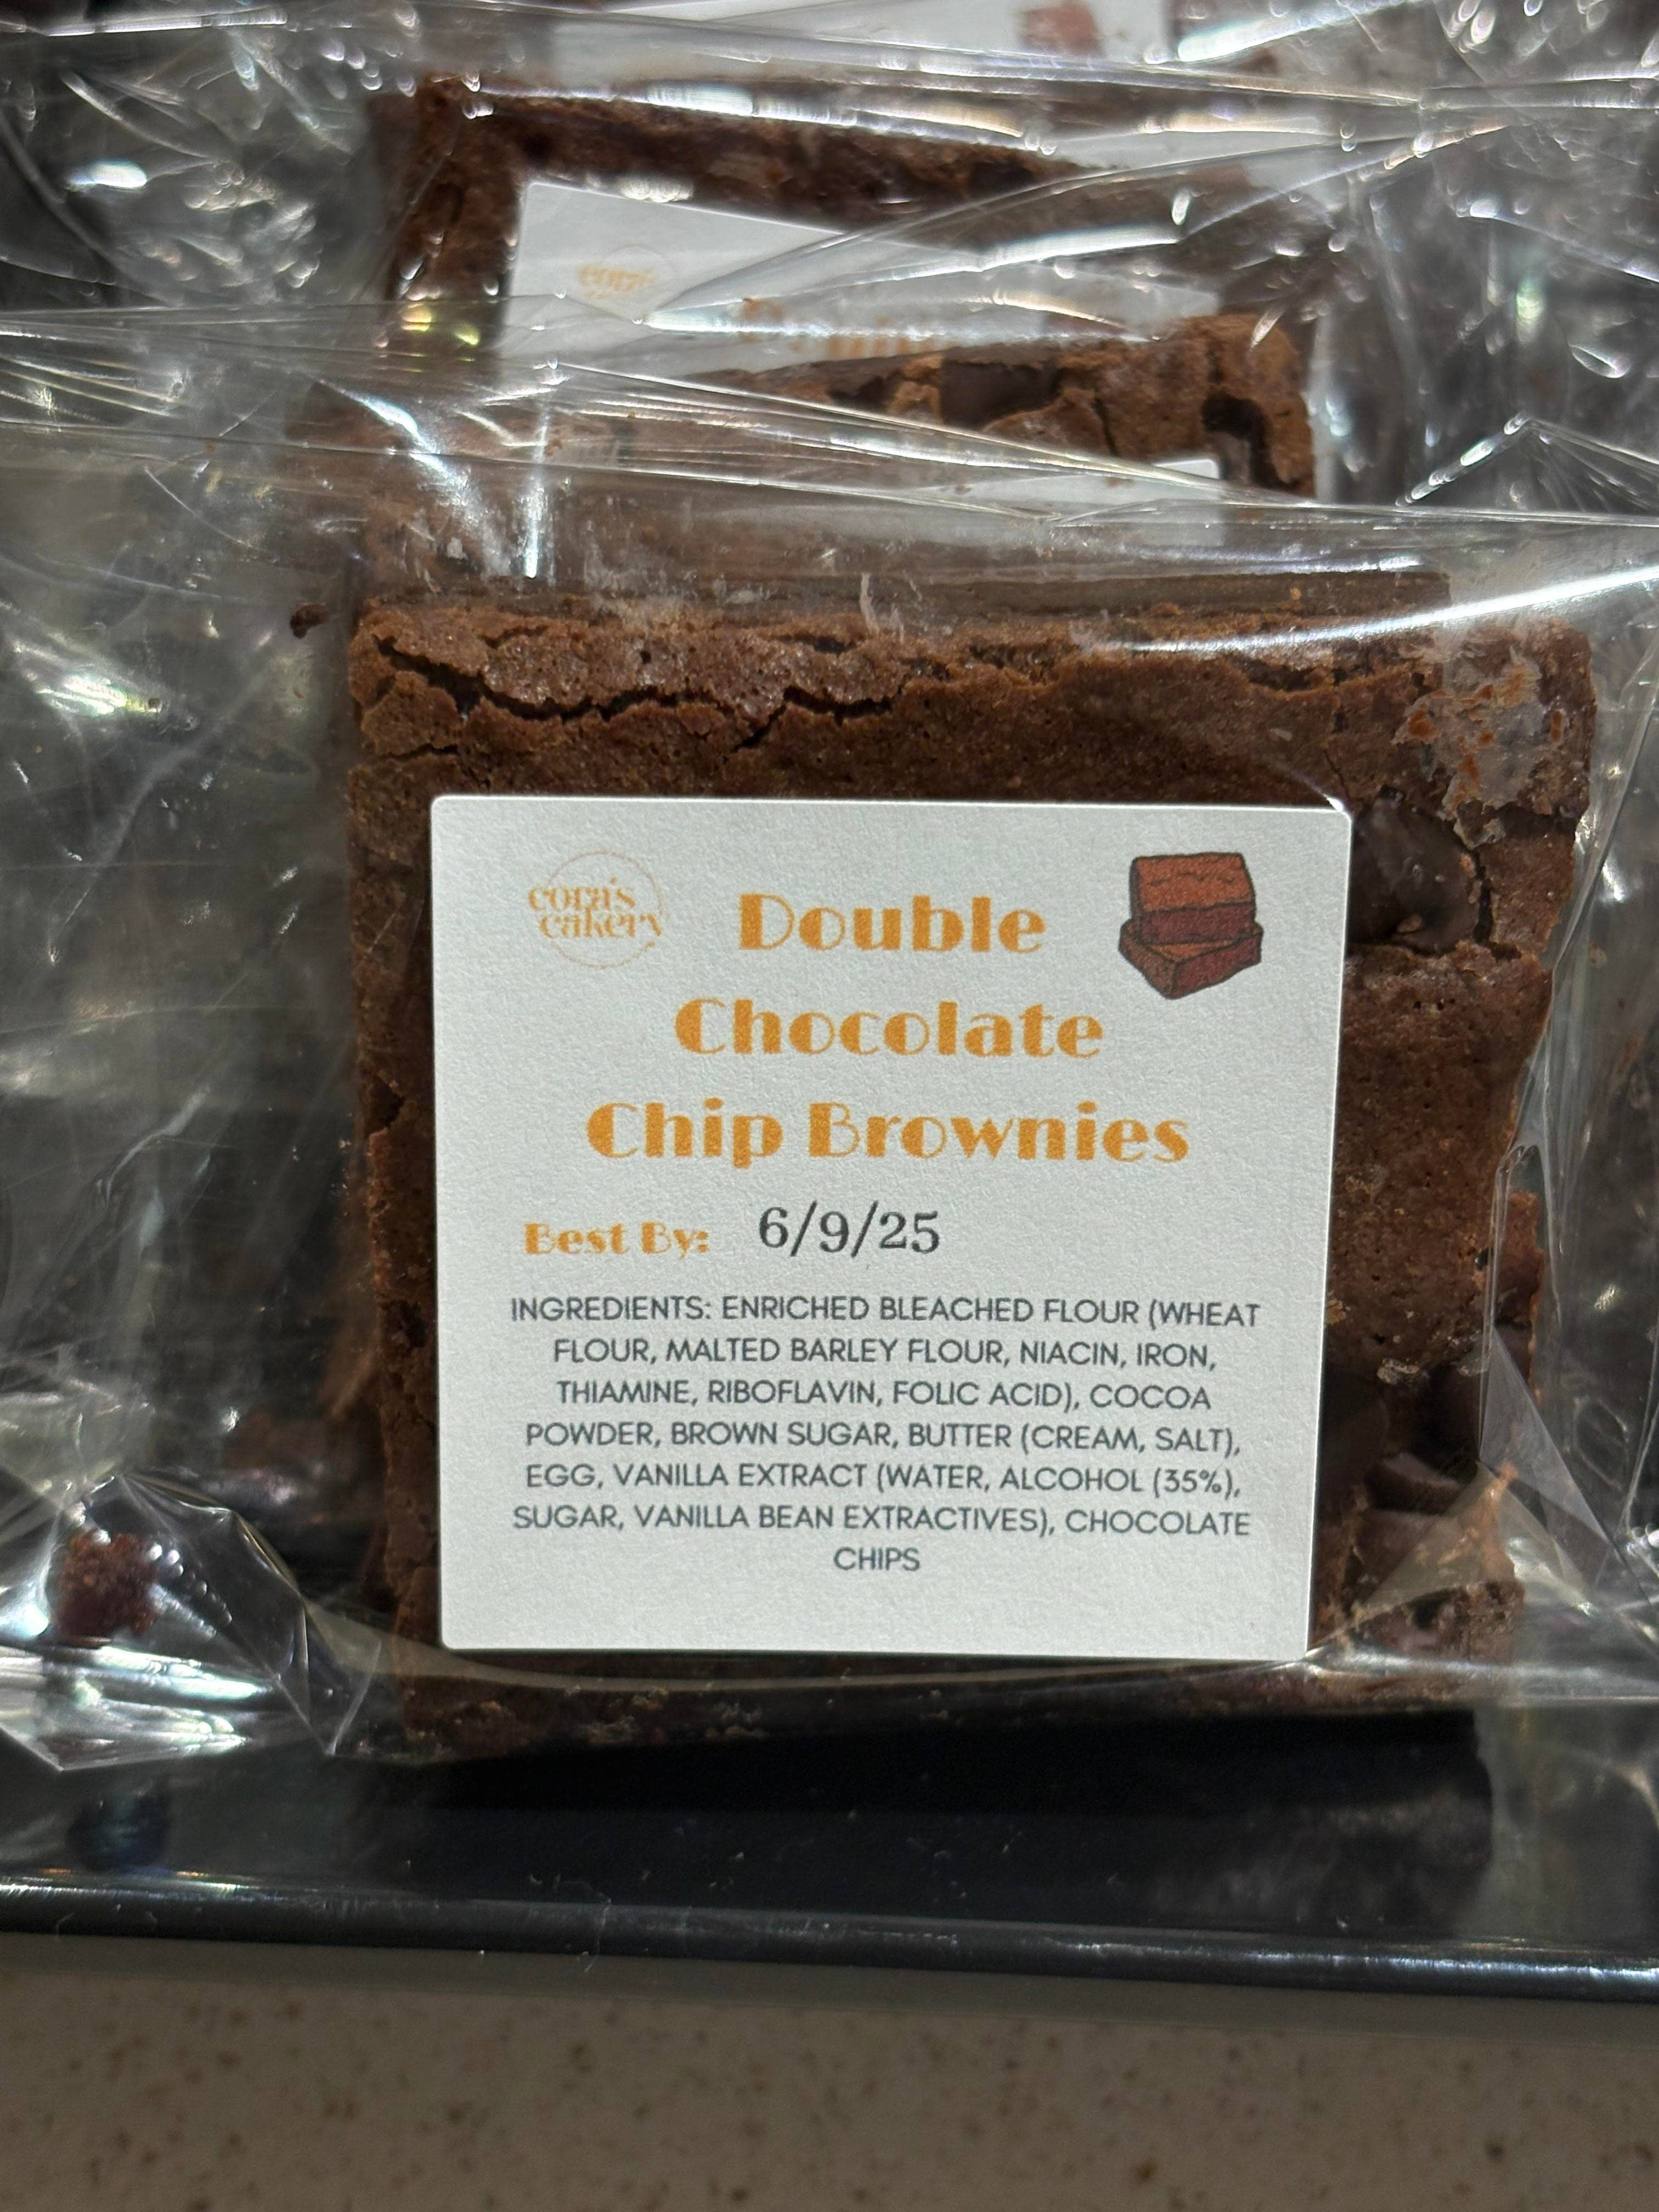 cora's
cakery
Double
Chocolate
Chip Brownies
Best By: 6/9/25
INGREDIENTS: ENRICHED BLEACHED FLOUR (WHEAT
FLOUR, MALTED BARLEY FLOUR, NIACIN, IRON,
THIAMINE, RIBOFLAVIN, FOLIC ACID), COCOA
POWDER, BROWN SUGAR, BUTTER (CREAM, SALT),
EGG, VANILLA EXTRACT (WATER, ALCOHOL (35%),
SUGAR, VANILLA BEAN EXTRACTIVES), CHOCOLATE
CHIPS